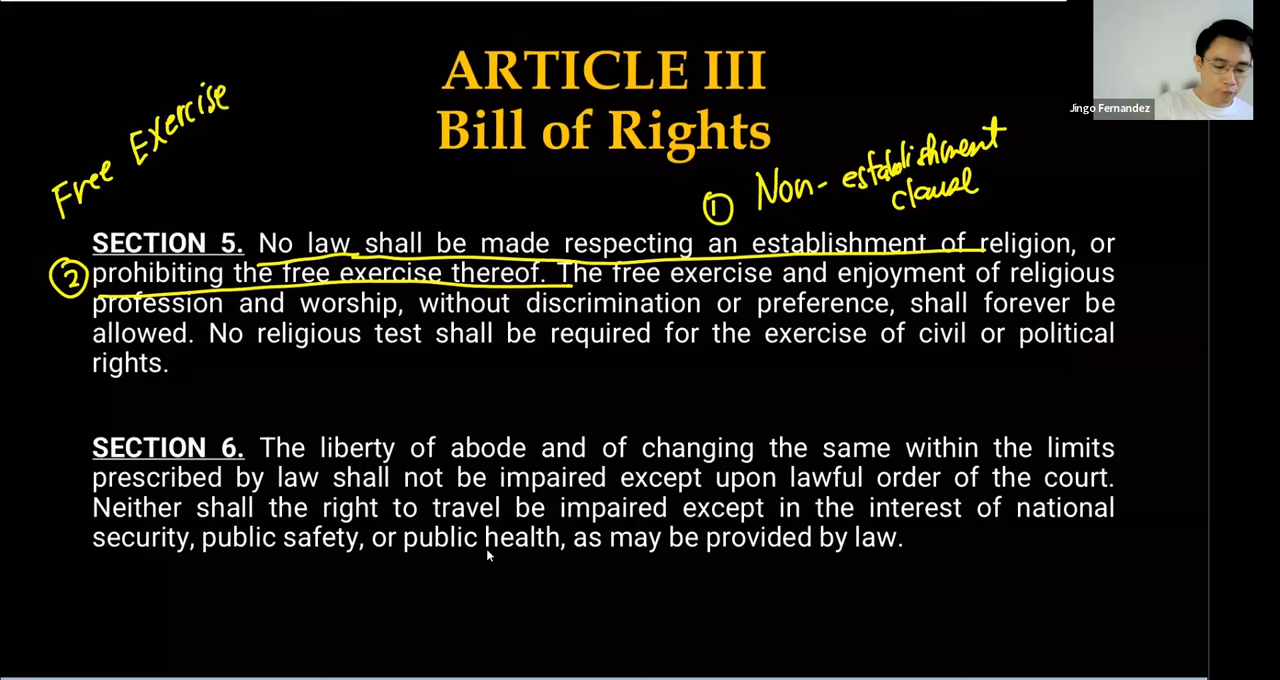 ARTICLE III
Bill of Rights
Jingo Fernandez
Free Exercise
① Non-establishment
clause
SECTION 5. No law shall be made respecting an establishment of religion, or
② prohibiting the free exercise thereof. The free exercise and enjoyment of religious
profession and worship, without discrimination or preference, shall forever be
allowed. No religious test shall be required for the exercise of civil or political
rights.
SECTION 6. The liberty of abode and of changing the same within the limits
prescribed by law shall not be impaired except upon lawful order of the court.
Neither shall the right to travel be impaired except in the interest of national
security, public safety, or public health, as may be provided by law.